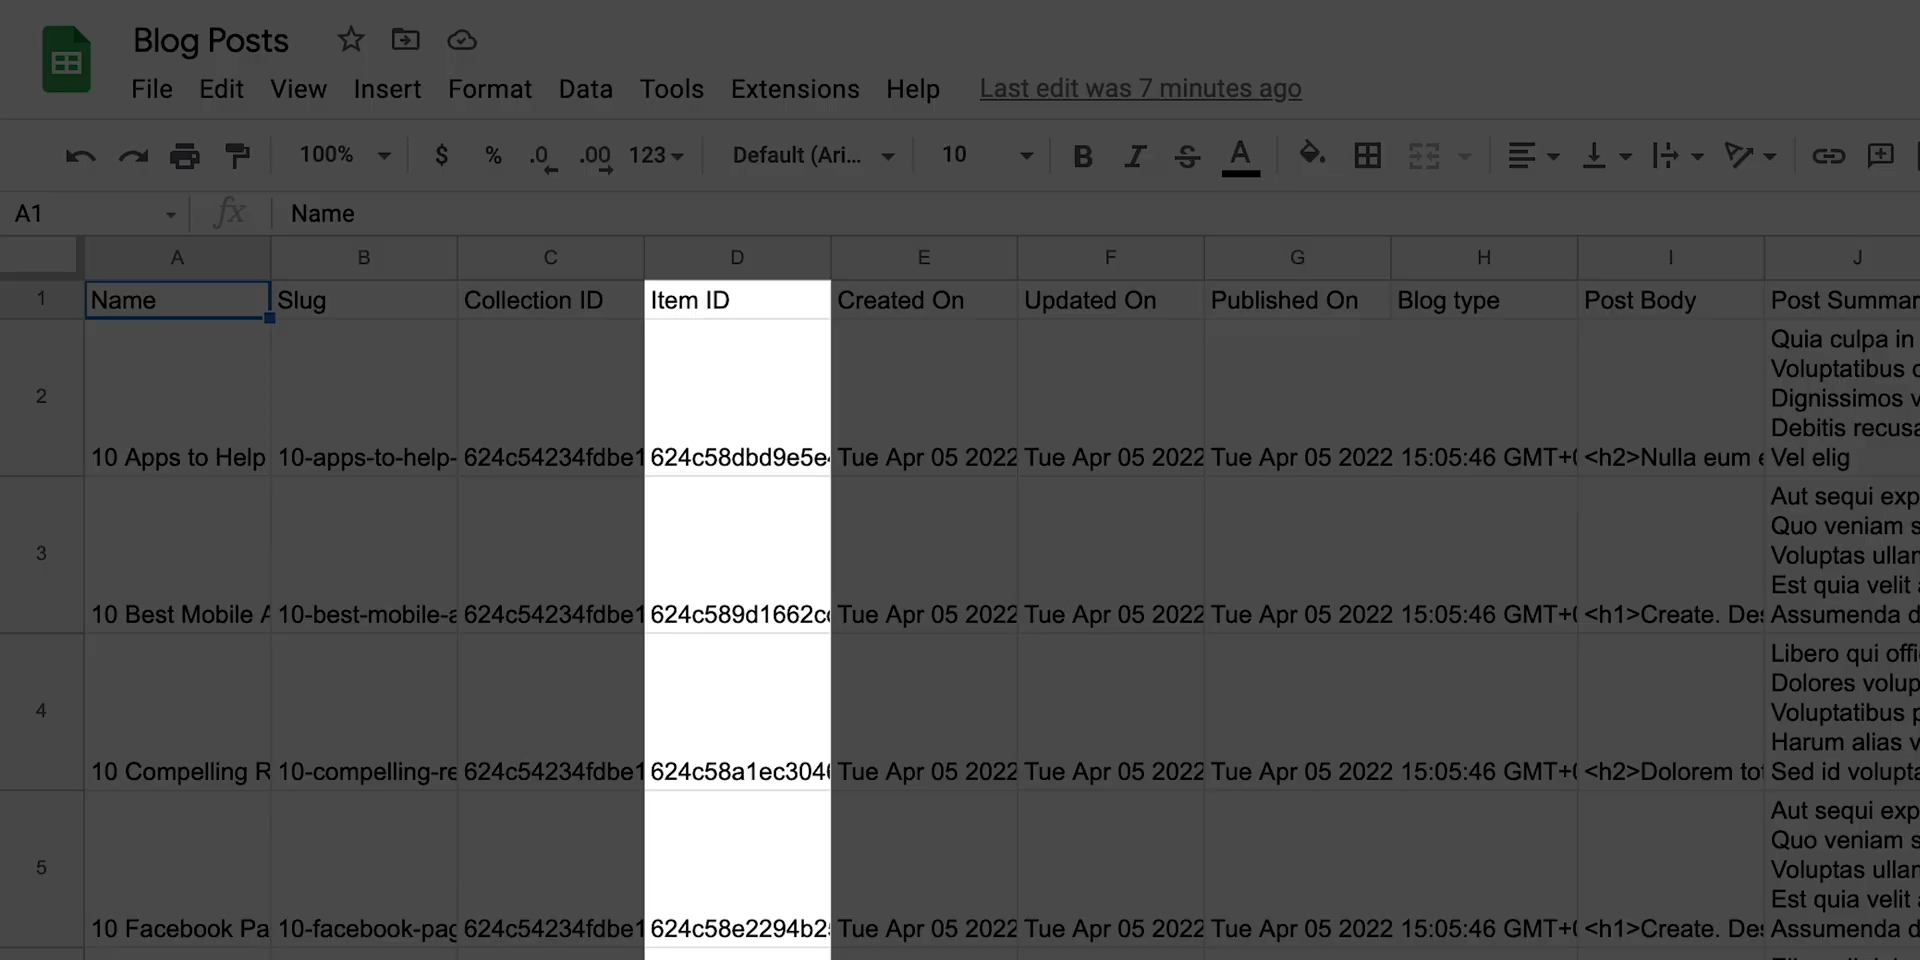 Blog Posts
File Edit View Insert Format Data Tools Extensions Help Last edit was 7 minutes ago
100% $ % .0 .00 123 Default (Ari... 10 B I S A
A1 fx Name
A B C D E F G H I J
1 Name Slug Collection ID Item ID Created On Updated On Published On Blog type Post Body Post Summar
Quia culpa in
Voluptatibus
Dignissimos
2
Debitis recusa
10 Apps to Help 10-apps-to-help- 624c54234fdbe1 624c58dbd9e5e Tue Apr 05 2022 Tue Apr 05 2022 Tue Apr 05 2022 15:05:46 GMT+ <h2>Nulla eum Vel elig
Aut sequi exp
Quo veniam
3
Voluptas ullar
Est quia velit
10 Best Mobile 10-best-mobile-a 624c54234fdbe1 624c589d1662c Tue Apr 05 2022 Tue Apr 05 2022 Tue Apr 05 2022 15:05:46 GMT+ <h1>Create. Des Assumenda d
Libero qui offi
Dolores volup
4
Voluptatibus
Harum alias
10 Compelling R 10-compelling-re 624c54234fdbe1 624c58a1ec304 Tue Apr 05 2022 Tue Apr 05 2022 Tue Apr 05 2022 15:05:46 GMT+ <h2>Dolorem tot Sed id volupta
Aut sequi exp
Quo veniam
5
Voluptas ullar
Est quia velit
10 Facebook Pa 10-facebook-pag 624c54234fdbe1 624c58e2294b2 Tue Apr 05 2022 Tue Apr 05 2022 Tue Apr 05 2022 15:05:46 GMT+ <h1>Create. Des Assumenda d